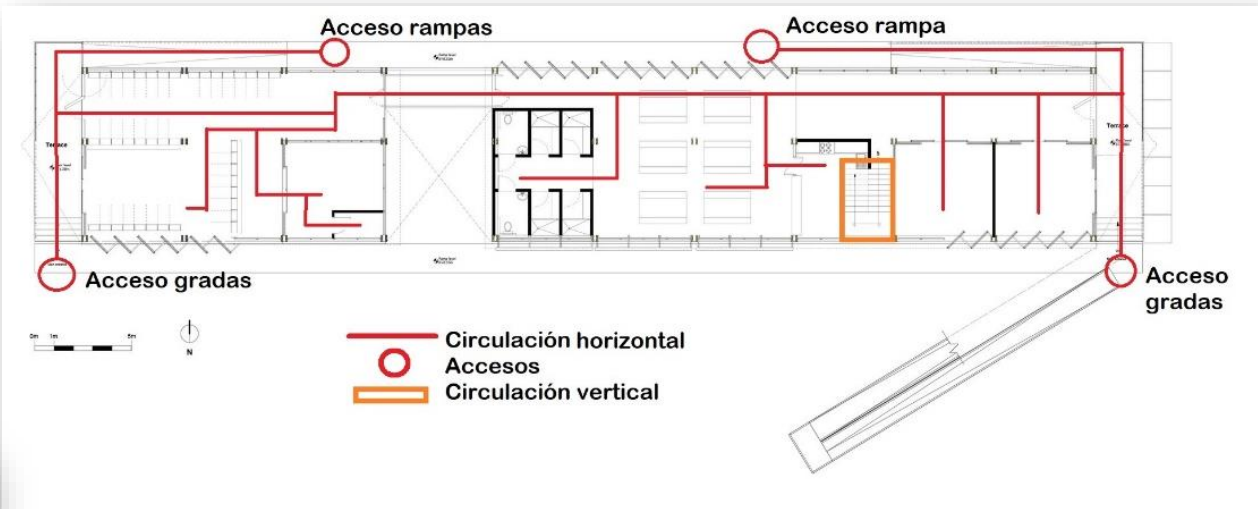 Acceso rampas
Acceso rampa
Terrace
Terrace
Acceso gradas
Acceso
gradas
0m 1m 5m
N
Circulación horizontal
Accesos
Circulación vertical